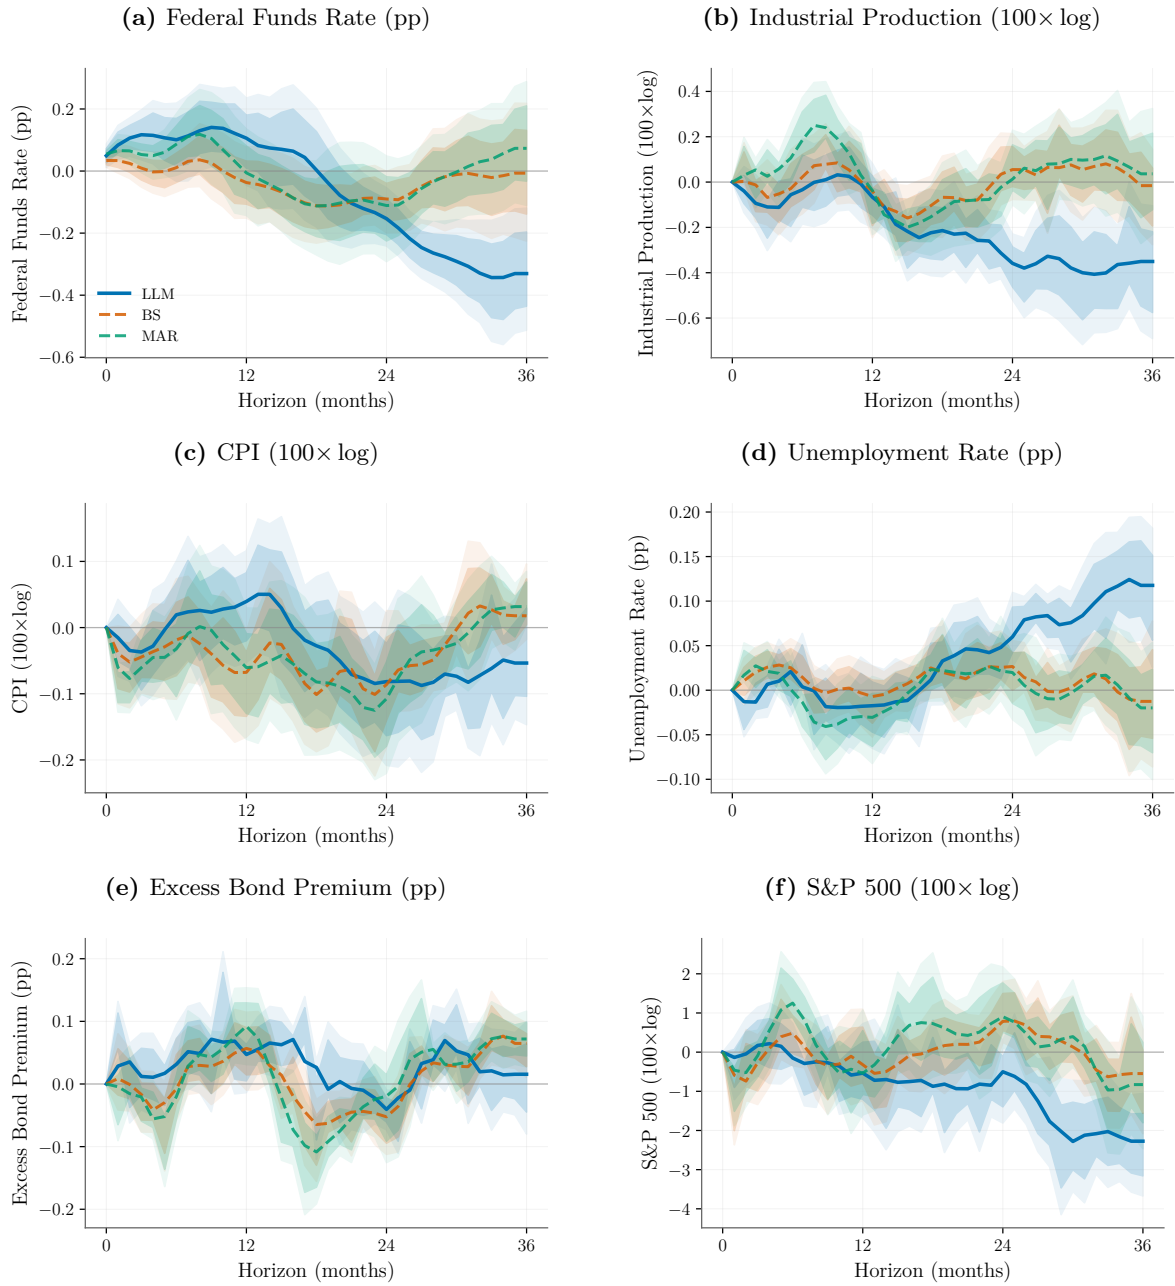 (a) Federal Funds Rate (pp)
Federal Funds Rate (pp)
0.2
0.0
−0.2
−0.4
−0.6
LLM
BS
MAR
0 12 24 36
Horizon (months)
(b) Industrial Production (100× log)
Industrial Production (100×log)
0.4
0.2
0.0
−0.2
−0.4
−0.6
0 12 24 36
Horizon (months)
(c) CPI (100× log)
CPI (100×log)
0.1
0.0
−0.1
−0.2
0 12 24 36
Horizon (months)
(d) Unemployment Rate (pp)
Unemployment Rate (pp)
0.20
0.15
0.10
0.05
0.00
−0.05
−0.10
0 12 24 36
Horizon (months)
(e) Excess Bond Premium (pp)
Excess Bond Premium (pp)
0.2
0.1
0.0
−0.1
−0.2
0 12 24 36
Horizon (months)
(f) S&P 500 (100× log)
S&P 500 (100×log)
2
1
0
−1
−2
−3
−4
0 12 24 36
Horizon (months)